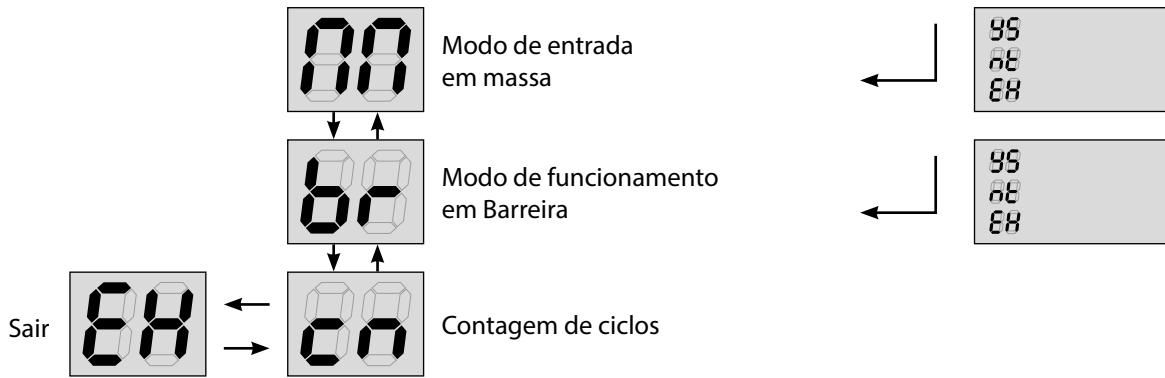 MM
Modo de entrada
em massa
YS
nt
EH
br
Modo de funcionamento
em Barreira
YS
nt
EH
Sair
EH
cn
Contagem de ciclos